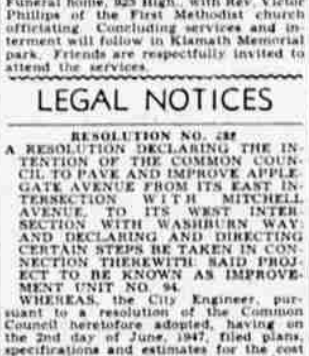 Funeral home, 925 High, with Rev. Victor
Phillips of the First Methodist church
officiating. Concluding services and in-
terment will follow in Klamath Memorial
park. Friends are respectfully invited to
attend the services.
LEGAL NOTICES
RESOLUTION NO.
A RESOLUTION DECLARING THE IN-
TENTION OF THE COMMON COUN-
CIL TO PAVE AND IMPROVE APPLE-
GATE AVENUE FROM ITS EAST IN-
TERSECTION WITH MITCHELL
AVENUE, TO ITS WEST INTER-
SECTION WITH WASHBURN WAY:
AND DECLARING AND DIRECTING
CERTAIN STEPS BE TAKEN IN CON-
NECTION THEREWITH: SAID PROJ-
ECT TO BE KNOWN AS IMPROVE-
MENT UNIT NO. 94.
WHEREAS, the City Engineer, pur-
suant to a resolution of the Common
Council heretofore adopted, having on
the 2nd day of June, 1947, filed plans,
specifications and estimates for the cost